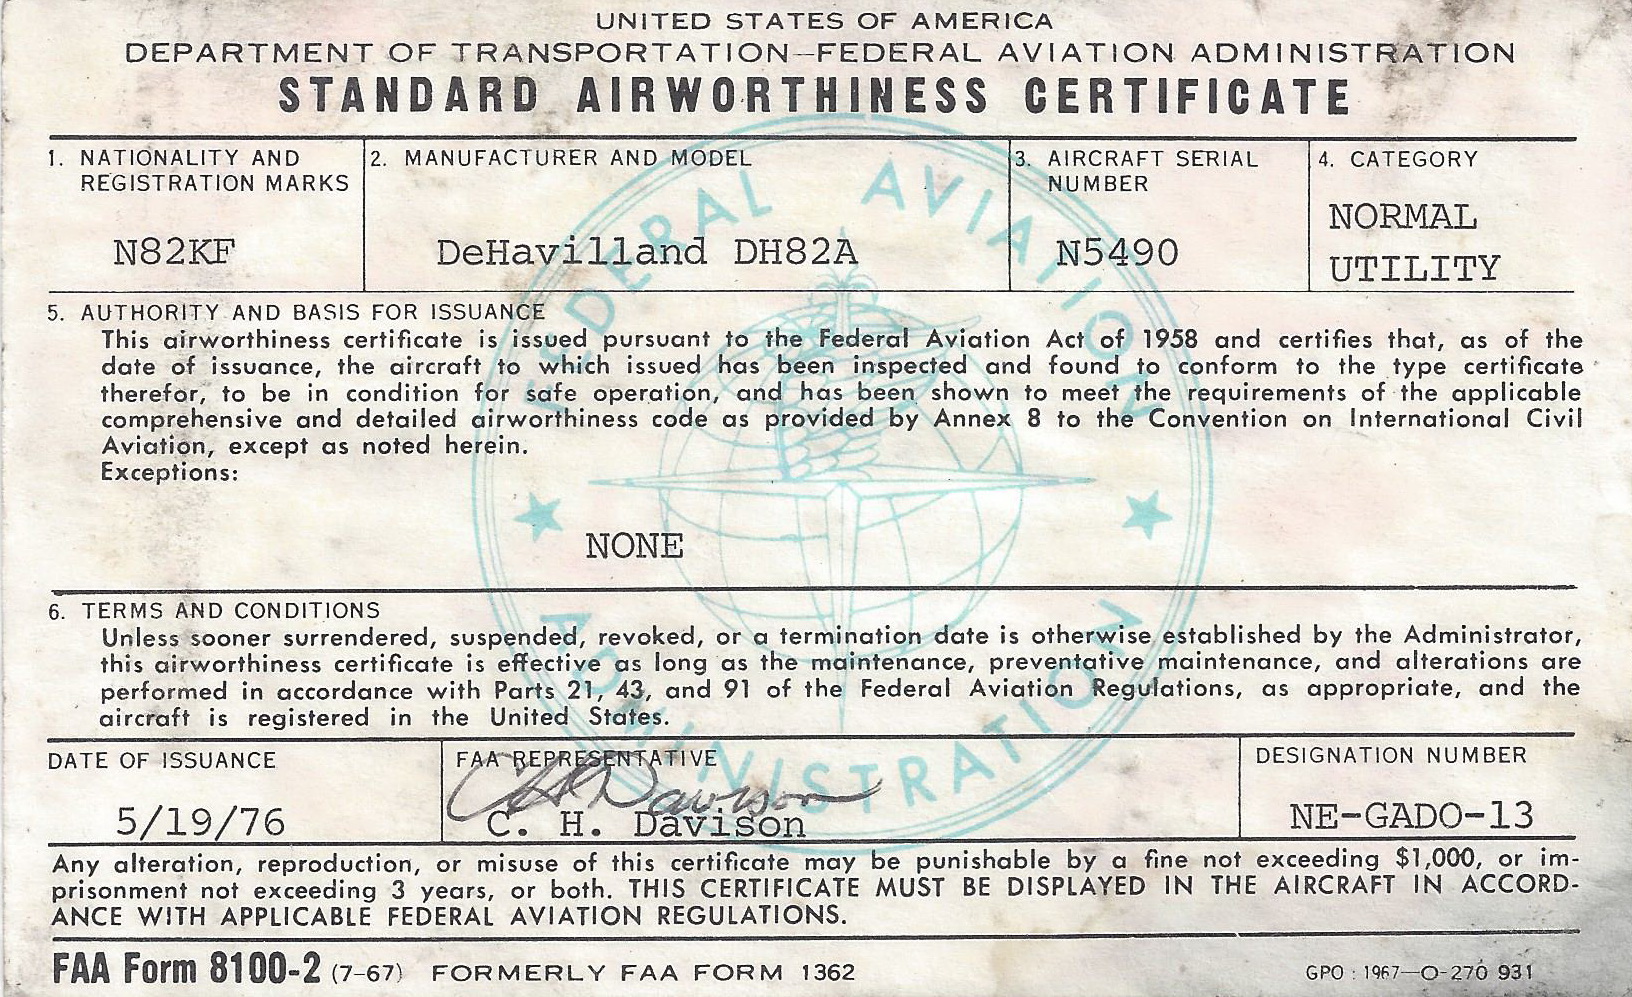 UNITED STATES OF AMERICA
DEPARTMENT OF TRANSPORTATION—FEDERAL AVIATION ADMINISTRATION
STANDARD AIRWORTHINESS CERTIFICATE
1. NATIONALITY AND REGISTRATION MARKS
N82KF
2. MANUFACTURER AND MODEL
DeHavilland DH82A
3. AIRCRAFT SERIAL NUMBER
N5490
4. CATEGORY
NORMAL
UTILITY
5. AUTHORITY AND BASIS FOR ISSUANCE
This airworthiness certificate is issued pursuant to the Federal Aviation Act of 1958 and certifies that, as of the
date of issuance, the aircraft to which issued has been inspected and found to conform to the type certificate
therefor, to be in condition for safe operation, and has been shown to meet the requirements of the applicable
comprehensive and detailed airworthiness code as provided by Annex 8 to the Convention on International Civil
Aviation, except as noted herein.
Exceptions:
NONE
6. TERMS AND CONDITIONS
Unless sooner surrendered, suspended, revoked, or a termination date is otherwise established by the Administrator,
this airworthiness certificate is effective as long as the maintenance, preventative maintenance, and alterations are
performed in accordance with Parts 21, 43, and 91 of the Federal Aviation Regulations, as appropriate, and the
aircraft is registered in the United States.
DATE OF ISSUANCE
5/19/76
FAA REPRESENTATIVE
CH Davison
C. H. Davison
DESIGNATION NUMBER
NE-GADO-13
Any alteration, reproduction, or misuse of this certificate may be punishable by a fine not exceeding $1,000, or im-
prisonment not exceeding 3 years, or both. THIS CERTIFICATE MUST BE DISPLAYED IN THE AIRCRAFT IN ACCORD-
ANCE WITH APPLICABLE FEDERAL AVIATION REGULATIONS.
FAA Form 8100-2 (7-67) FORMERLY FAA FORM 1362
GPO : 1967—O-270 931
FEDERAL AVIATION
ADMINISTRATION